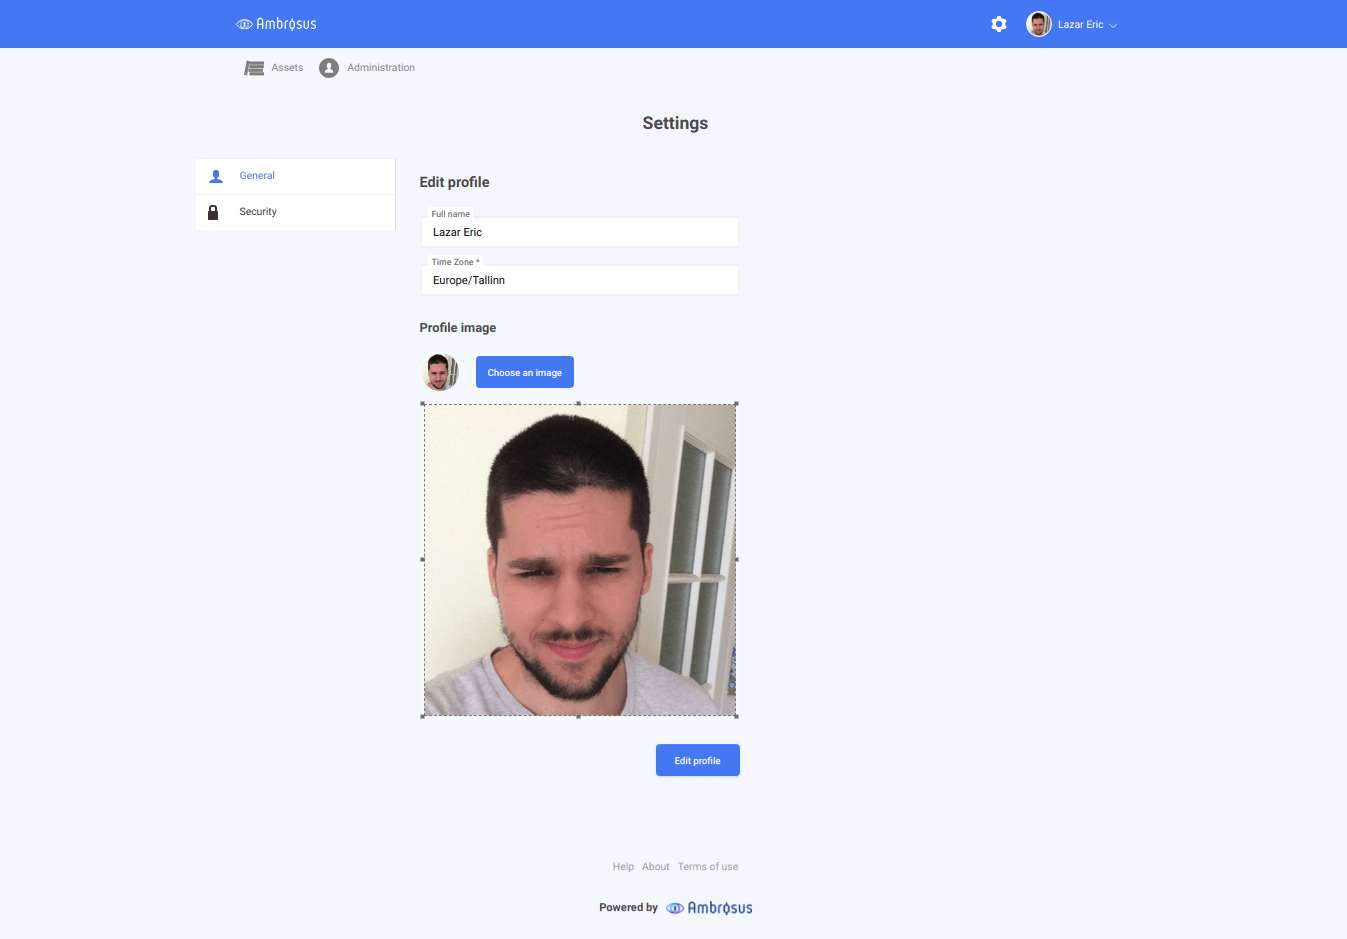 Ambrosus
Lazar Eric
Assets
Administration
Settings
General
Security
Edit profile
Full name
Lazar Eric
Time Zone *
Europe/Tallinn
Profile image
Choose an image
Edit profile
Help About Terms of use
Powered by Ambrosus